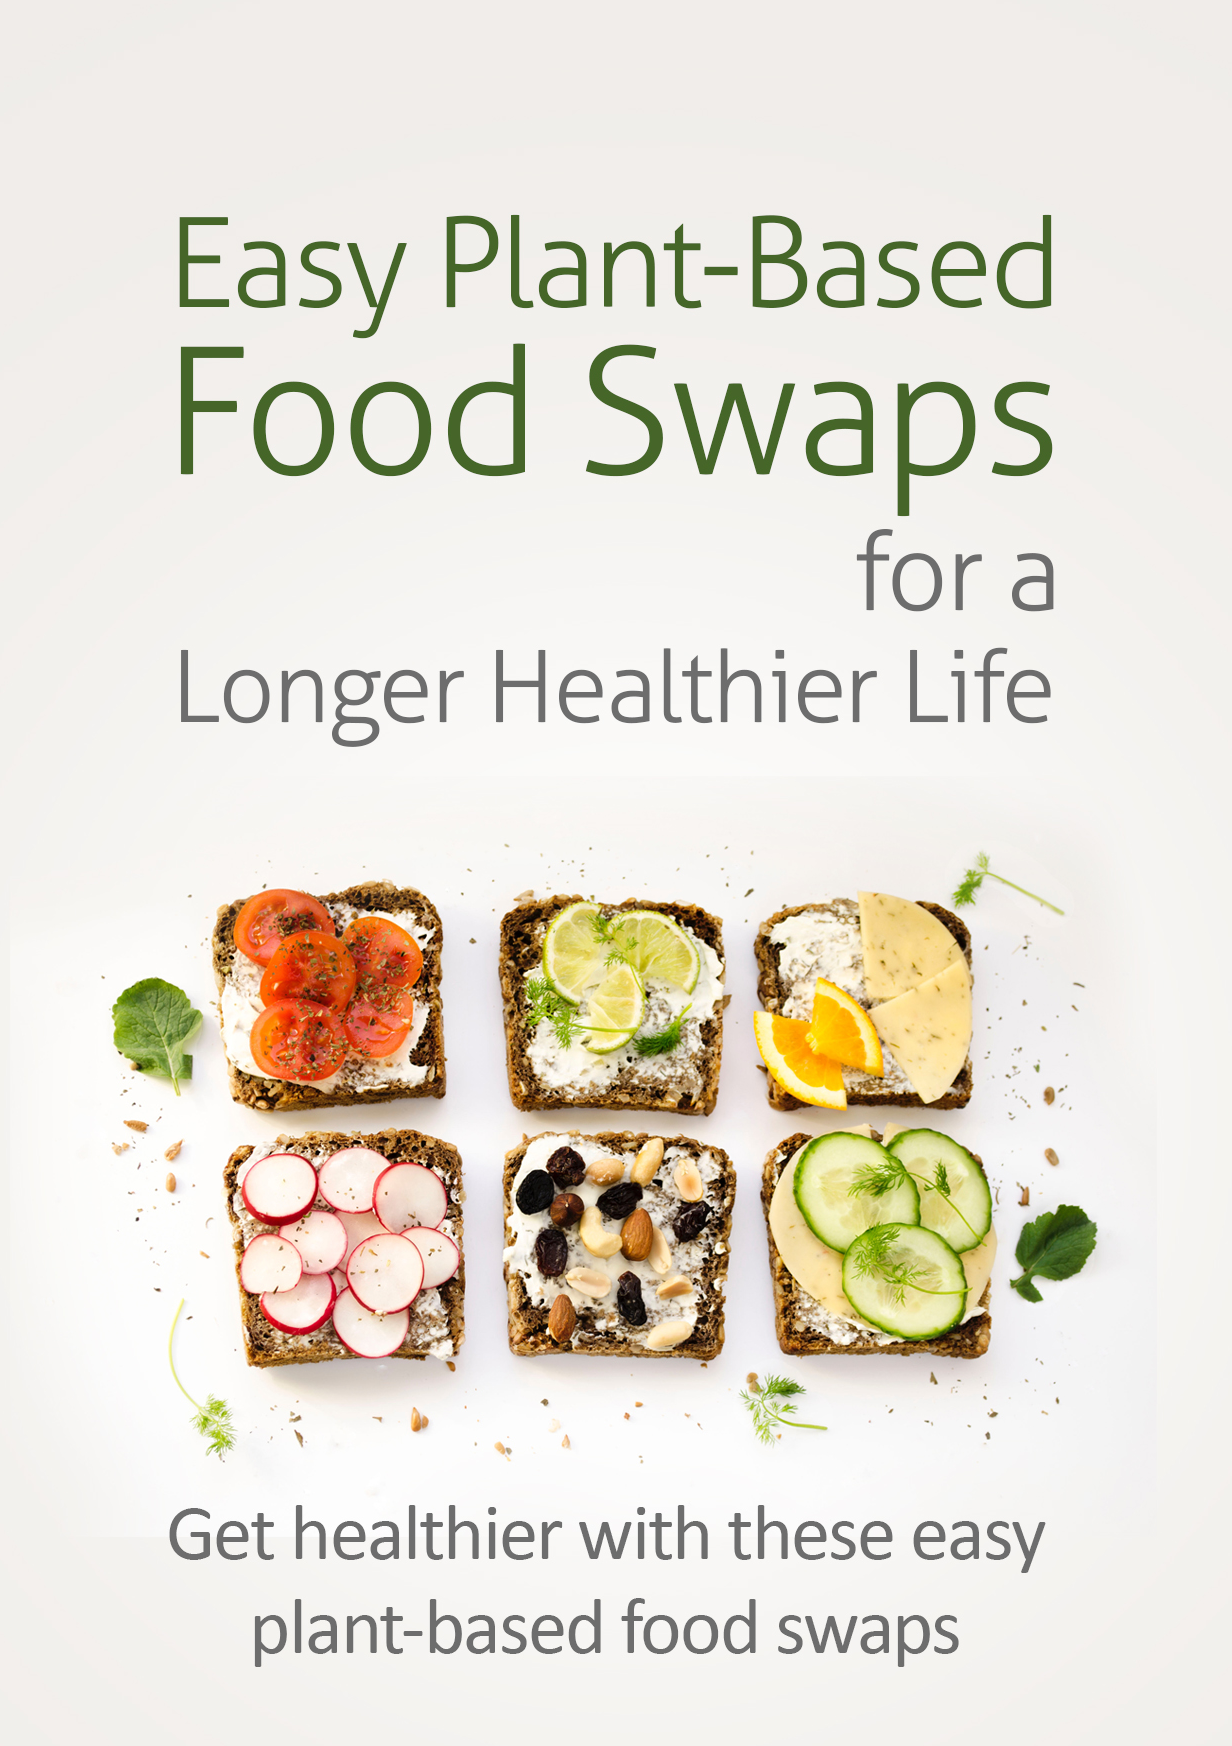 Easy Plant-Based
Food Swaps
for a
Longer Healthier Life
Get healthier with these easy
plant-based food swaps